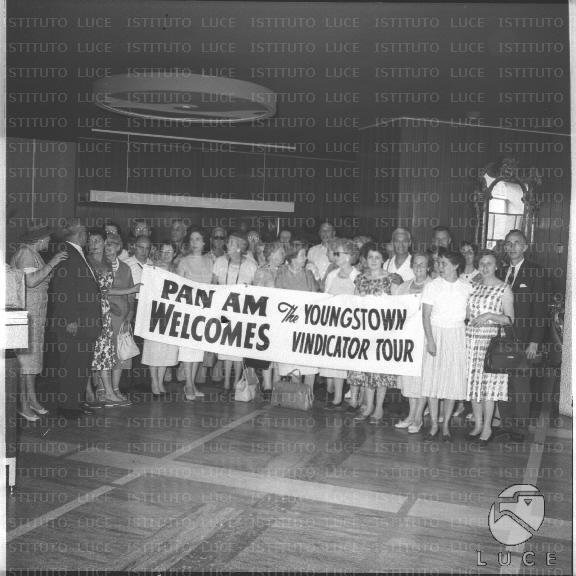 PAN AM The YOUNGSTOWN
WELCOMES VINDICATOR TOUR
ISTITUTO LUCE
LUCE